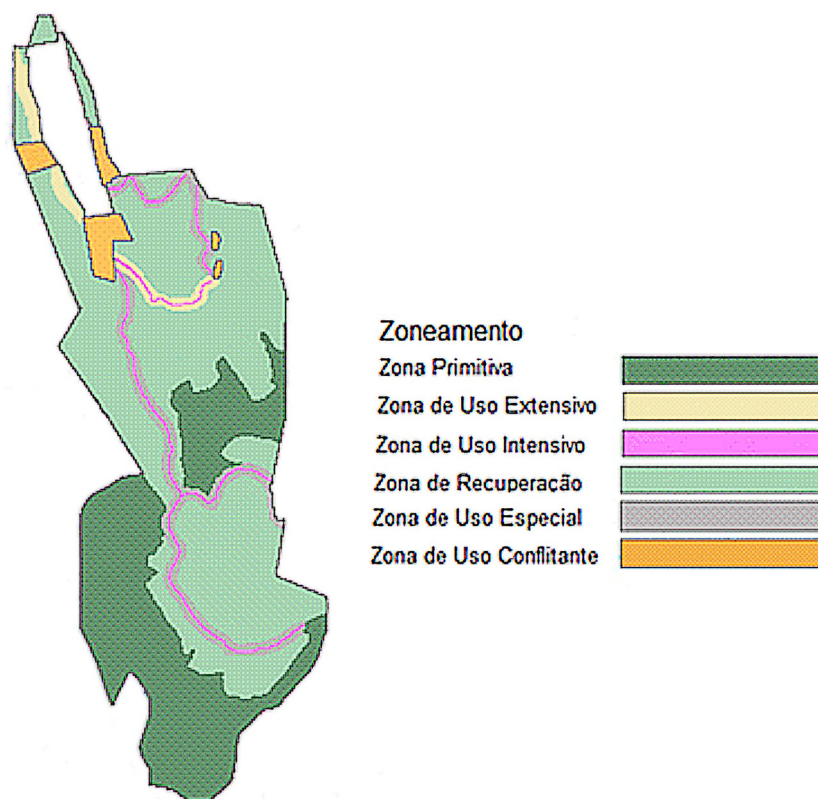 Zoneamento
Zona Primitiva
Zona de Uso Extensivo
Zona de Uso Intensivo
Zona de Recuperação
Zona de Uso Especial
Zona de Uso Conflitante